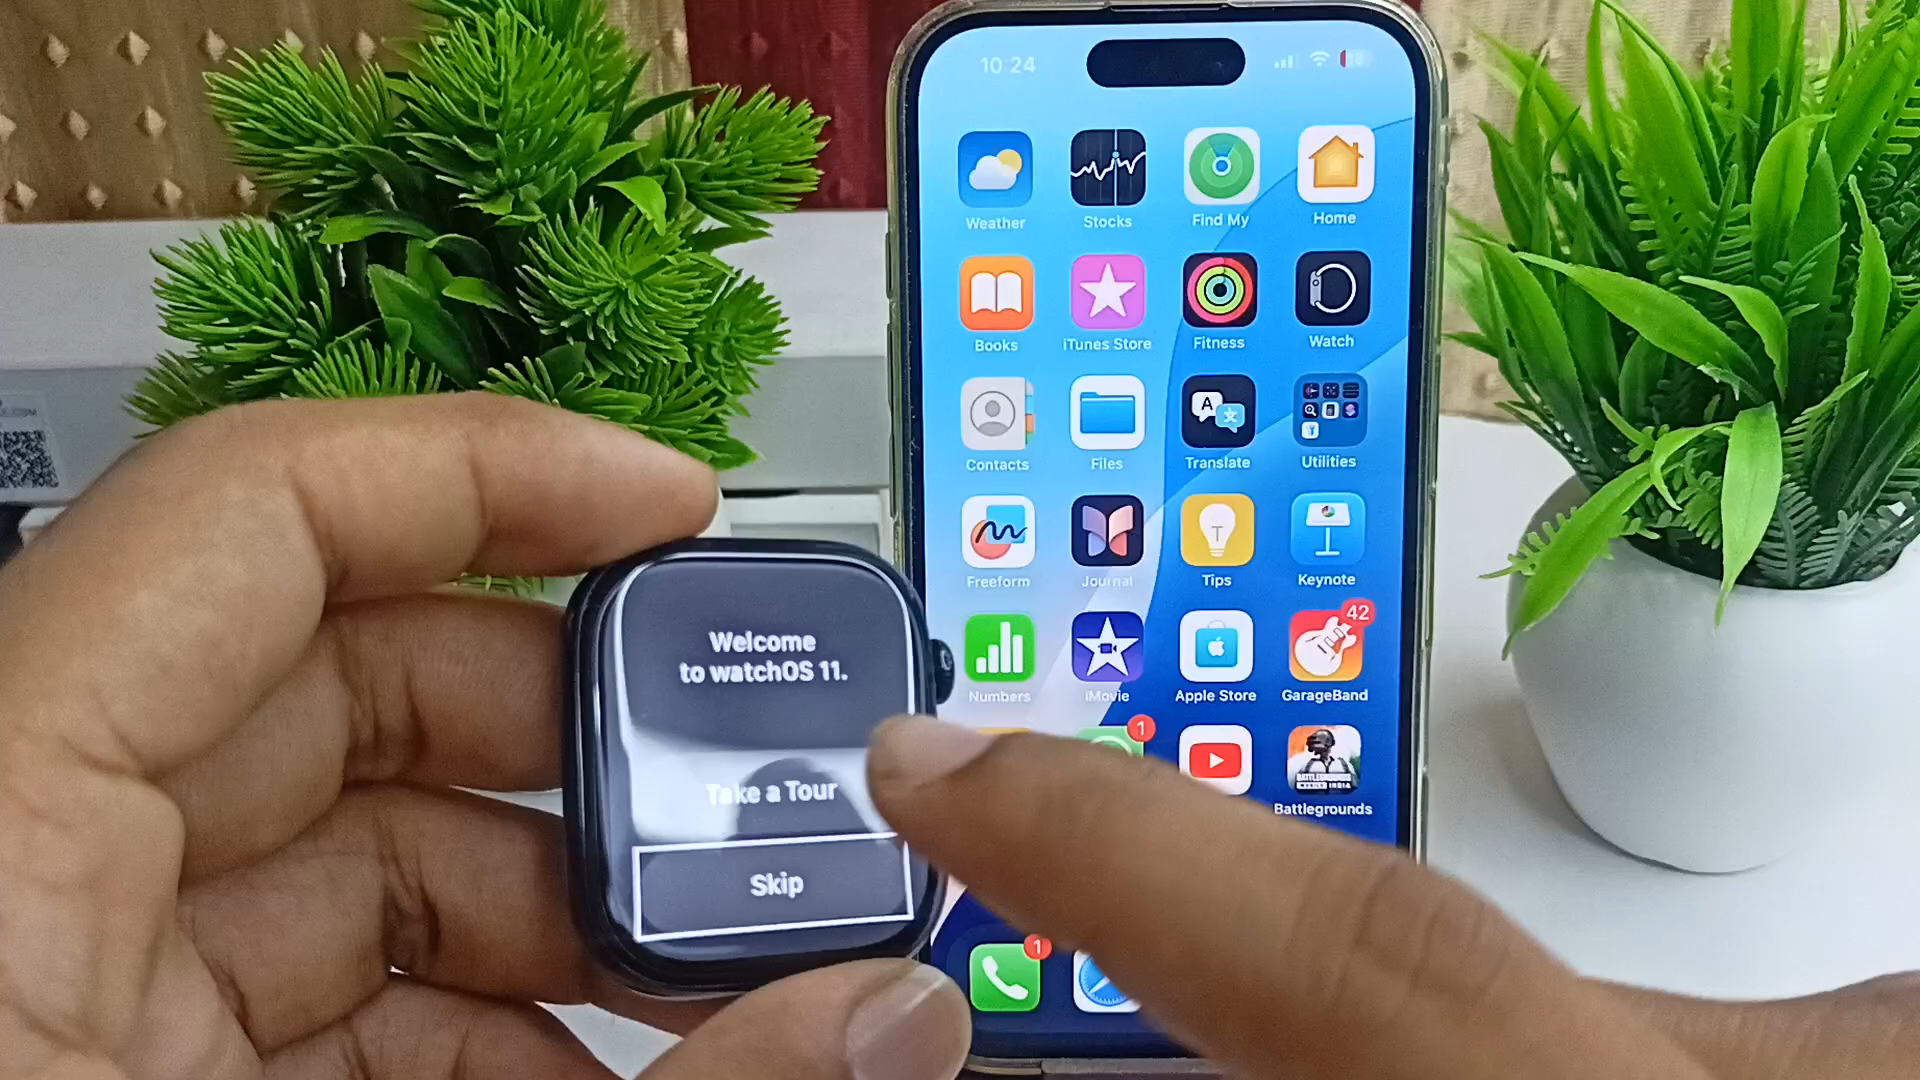 10:24
Weather Stocks Find My Home
Books iTunes Store Fitness Watch
Contacts Files Translate Utilities
Freeform Journal Tips Keynote
42
Numbers iMovie Apple Store GarageBand
1
Battlegrounds
1
Welcome
to watchOS 11.
Take a Tour
Skip